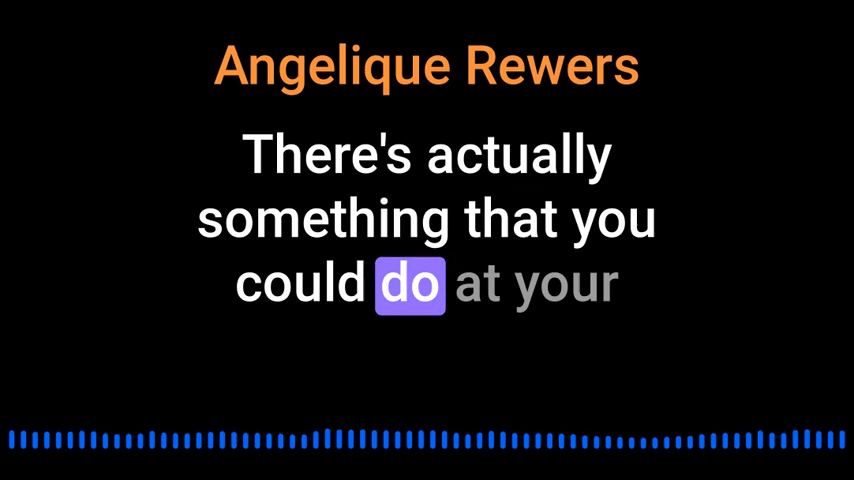 Angelique Rewers
There's actually
something that you
could do at your